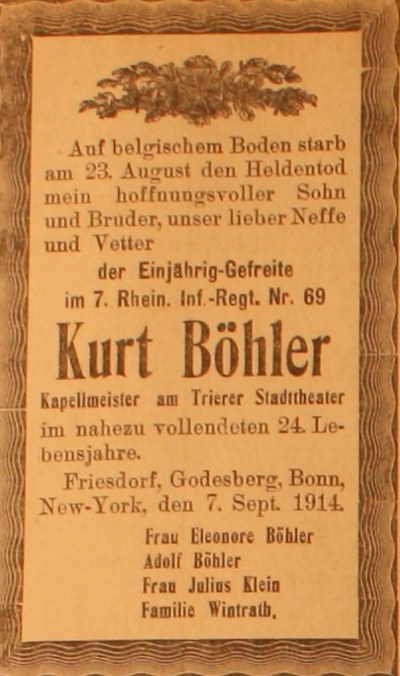 Auf belgischem Boden starb
am 23. August den Heldentod
mein hoffnungsvoller Sohn
und Bruder, unser lieber Neffe
und Vetter
der Einjährig-Gefreite
im 7. Rhein. Inf.-Regt. Nr. 69
Kurt Böhler
Kapellmeister am Trierer Stadttheater
im nahezu vollendeten 24. Le-
bensjahre.
Friesdorf, Godesberg, Bonn,
New-York, den 7. Sept. 1914.
Frau Eleonore Böhler
Adolf Böhler
Frau Julius Klein
Familie Wintrath.